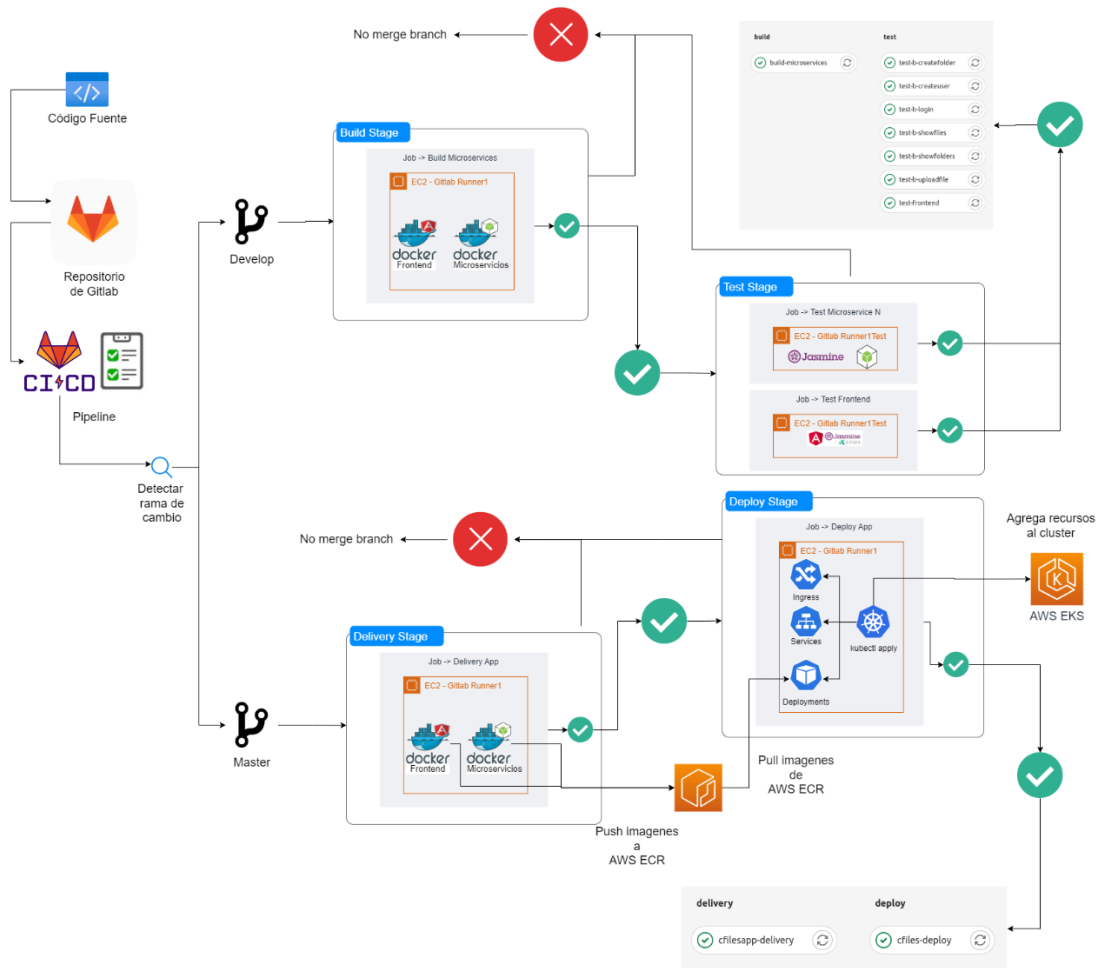 Código Fuente
Repositorio
de Gitlab
CI CD
Pipeline
Detectar
rama de
cambio
Develop
Master
No merge branch
Build Stage
Job -> Build Microservices
EC2 - Gitlab Runner1
docker
Frontend
docker
Microservicios
build
build-microservices
test
test-b-createfolder
test-b-createuser
test-b-login
test-b-showfiles
test-b-showfolders
test-b-uploadfile
test-frontend
Test Stage
Job -> Test Microservice N
EC2 - Gitlab Runner1Test
Jasmine
Job -> Test Frontend
EC2 - Gitlab Runner1Test
Jasmine
No merge branch
Delivery Stage
Job -> Delivery App
EC2 - Gitlab Runner1
docker
Frontend
docker
Microservicios
Push imagenes
a
AWS ECR
Pull imagenes
de
AWS ECR
Deploy Stage
Job -> Deploy App
EC2 - Gitlab Runner1
Ingress
Services
kubectl apply
Deployments
Agrega recursos
al cluster
AWS EKS
delivery
cfilesapp-delivery
deploy
cfiles-deploy